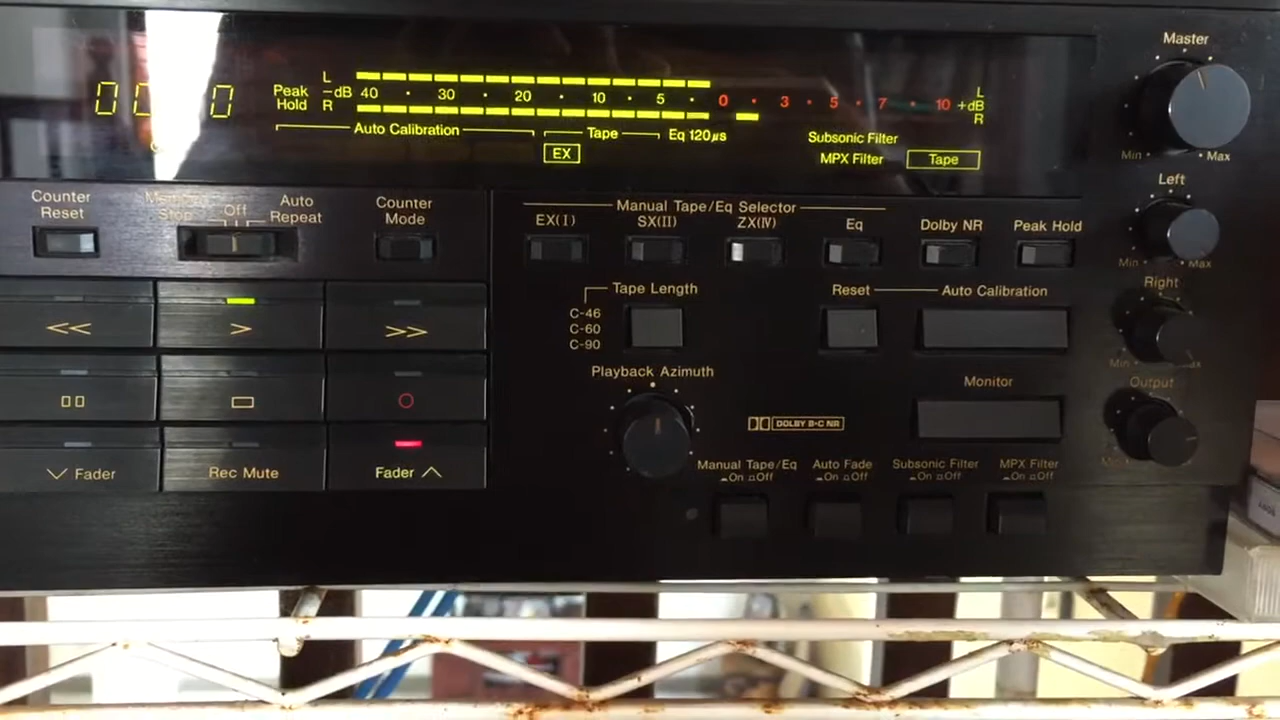 L
Peak -dB 40 · 30 · 20 · 10 · 5 · 0 · 3 · 5 · 7 · 10 +dB L
Hold R R
Auto Calibration Tape Eq 120µs
EX
Subsonic Filter
MPX Filter Tape
Master
Min Max
Counter Reset
Memory Stop Off Auto Repeat
Counter Mode
Manual Tape/Eq Selector
EX(I) SX(II) ZX(IV) Eq Dolby NR Peak Hold
Left
Min Max
<< > >>
Tape Length
C-46
C-60
C-90
Reset Auto Calibration
Right
Min
Playback Azimuth
Monitor
Output
DOLBY B·C NR
Fader Rec Mute Fader
Manual Tape/Eq Auto Fade Subsonic Filter MPX Filter
On Off On Off On Off On Off